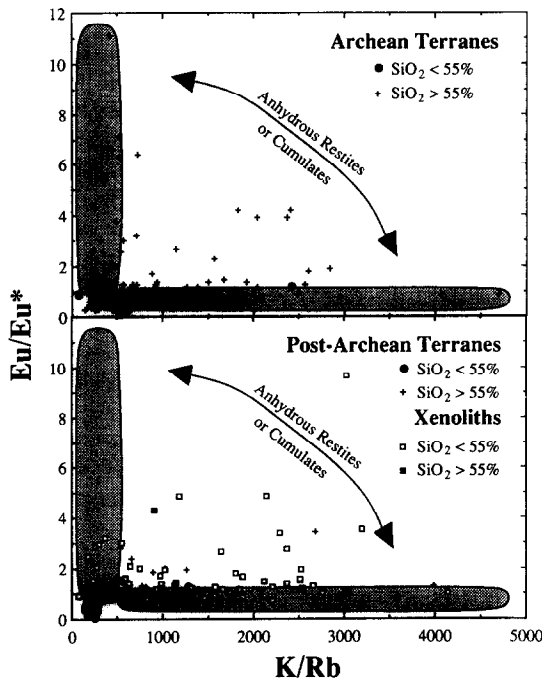 12
10
8
6
4
2
0
Archean Terranes
SiO2 < 55%
SiO2 > 55%
Anhydrous Restites
or Cumulates
Eu/Eu*
10
8
6
4
2
0
Post-Archean Terranes
SiO2 < 55%
SiO2 > 55%
Xenoliths
SiO2 < 55%
SiO2 > 55%
Anhydrous Restites
or Cumulates
0 1000 2000 3000 4000 5000
K/Rb